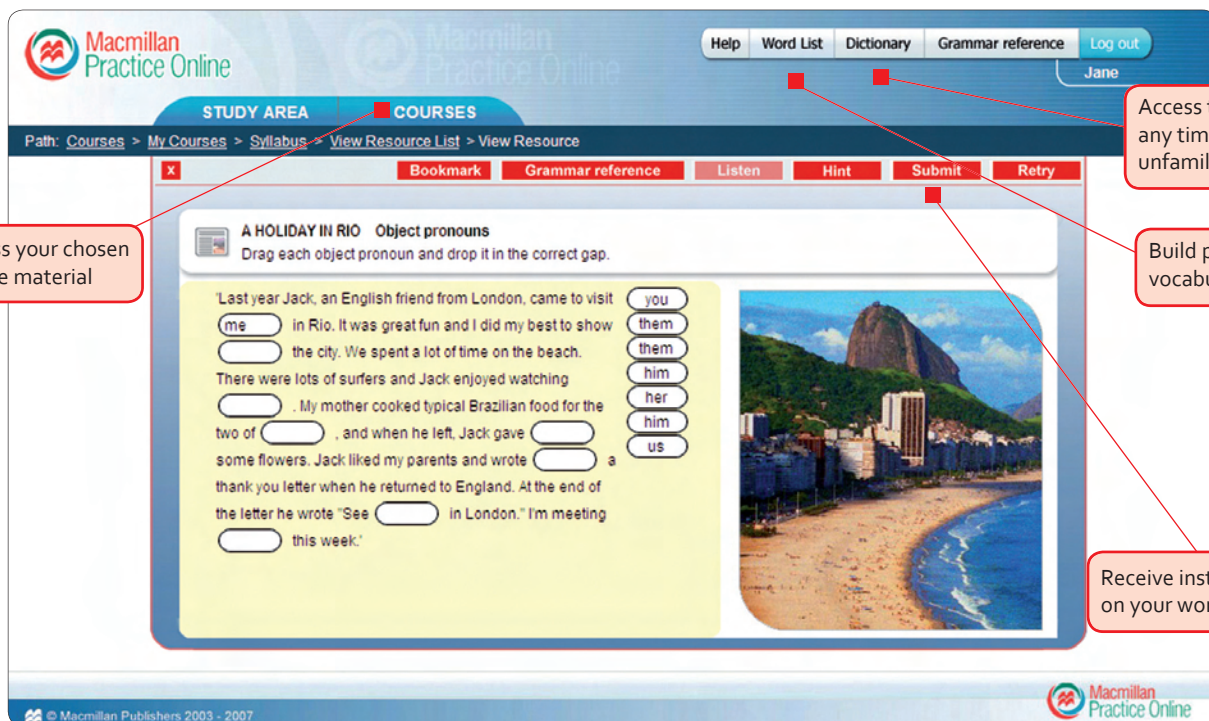 Macmillan
Practice Online
Macmillan
Practice Online
Help Word List Dictionary Grammar reference Log out
Jane
STUDY AREA COURSES
Path: Courses > My Courses > Syllabus > View Resource List > View Resource
x Bookmark Grammar reference Listen Hint Submit Retry
A HOLIDAY IN RIO Object pronouns
Drag each object pronoun and drop it in the correct gap.
'Last year Jack, an English friend from London, came to visit
me in Rio. It was great fun and I did my best to show
the city. We spent a lot of time on the beach.
There were lots of surfers and Jack enjoyed watching
. My mother cooked typical Brazilian food for the
two of , and when he left, Jack gave
some flowers. Jack liked my parents and wrote a
thank you letter when he returned to England. At the end of
the letter he wrote "See in London." I'm meeting
this week.'
you
them
them
him
her
him
us
Access
any
your chosen
material
Build
Receive
on your
© Macmillan Publishers 2003 - 2007
Macmillan
Practice Online